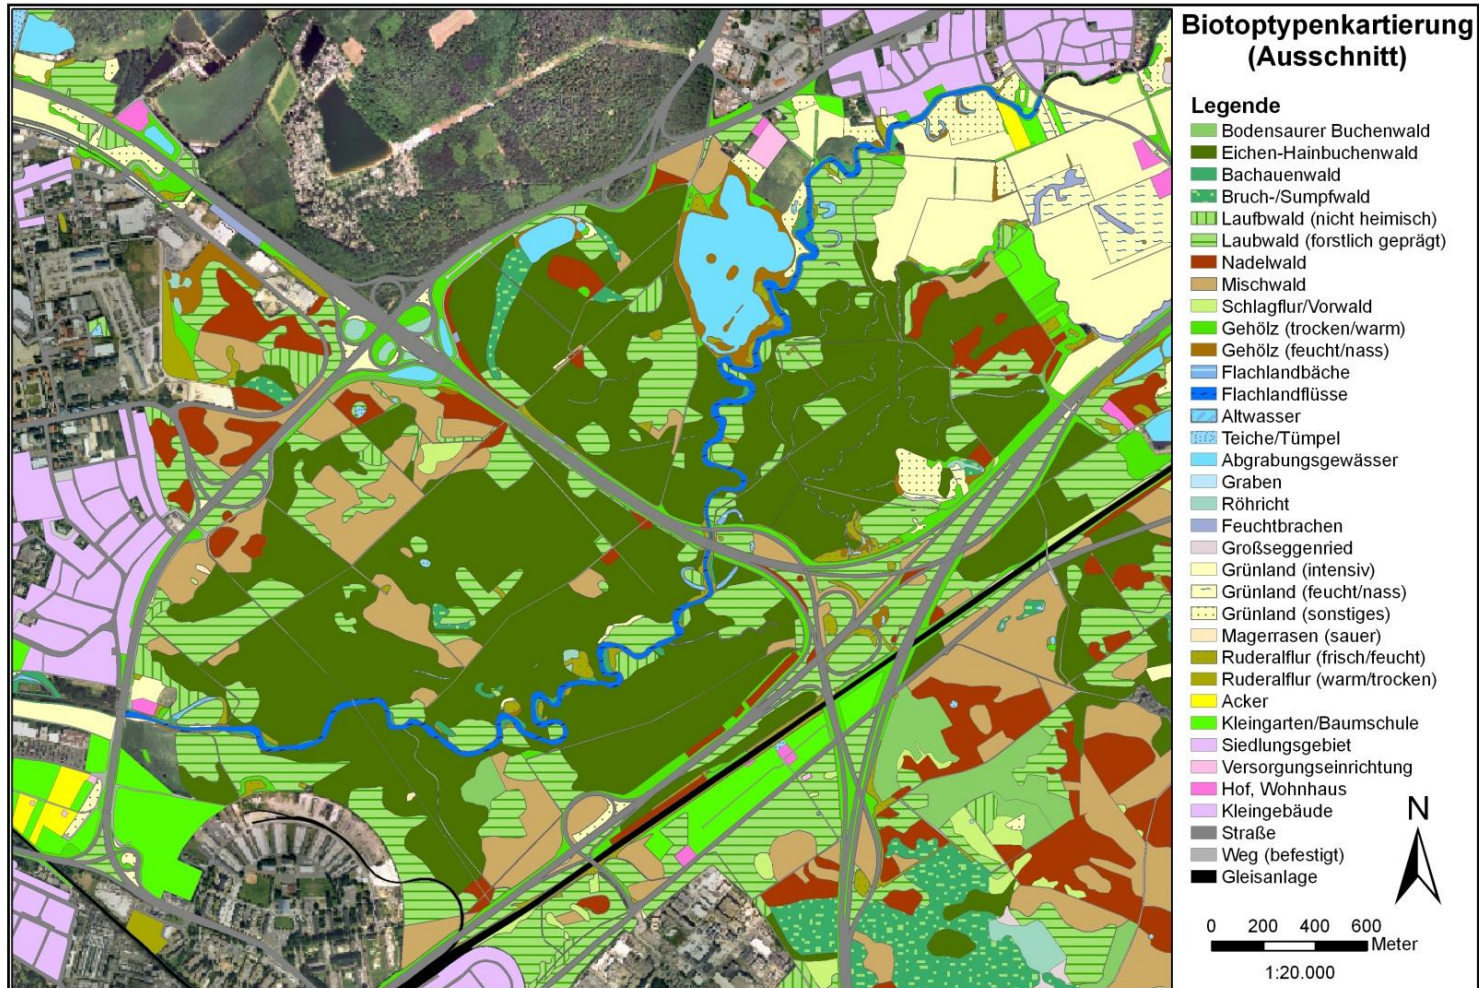 Biotoptypenkartierung
(Ausschnitt)
Legende
Bodensaurer Buchenwald
Eichen-Hainbuchenwald
Bachauenwald
Bruch-/Sumpfwald
Laufbwald (nicht heimisch)
Laubwald (forstlich geprägt)
Nadelwald
Mischwald
Schlagflur/Vorwald
Gehölz (trocken/warm)
Gehölz (feucht/nass)
Flachlandbäche
Flachlandflüsse
Altwasser
Teiche/Tümpel
Abgrabungsgewässer
Graben
Röhricht
Feuchtbrachen
Großseggenried
Grünland (intensiv)
Grünland (feucht/nass)
Grünland (sonstiges)
Magerrasen (sauer)
Ruderalflur (frisch/feucht)
Ruderalflur (warm/trocken)
Acker
Kleingarten/Baumschule
Siedlungsgebiet
Versorgungseinrichtung
Hof, Wohnhaus
Kleingebäude
Straße
Weg (befestigt)
Gleisanlage
N
0 200 400 600
Meter
1:20.000